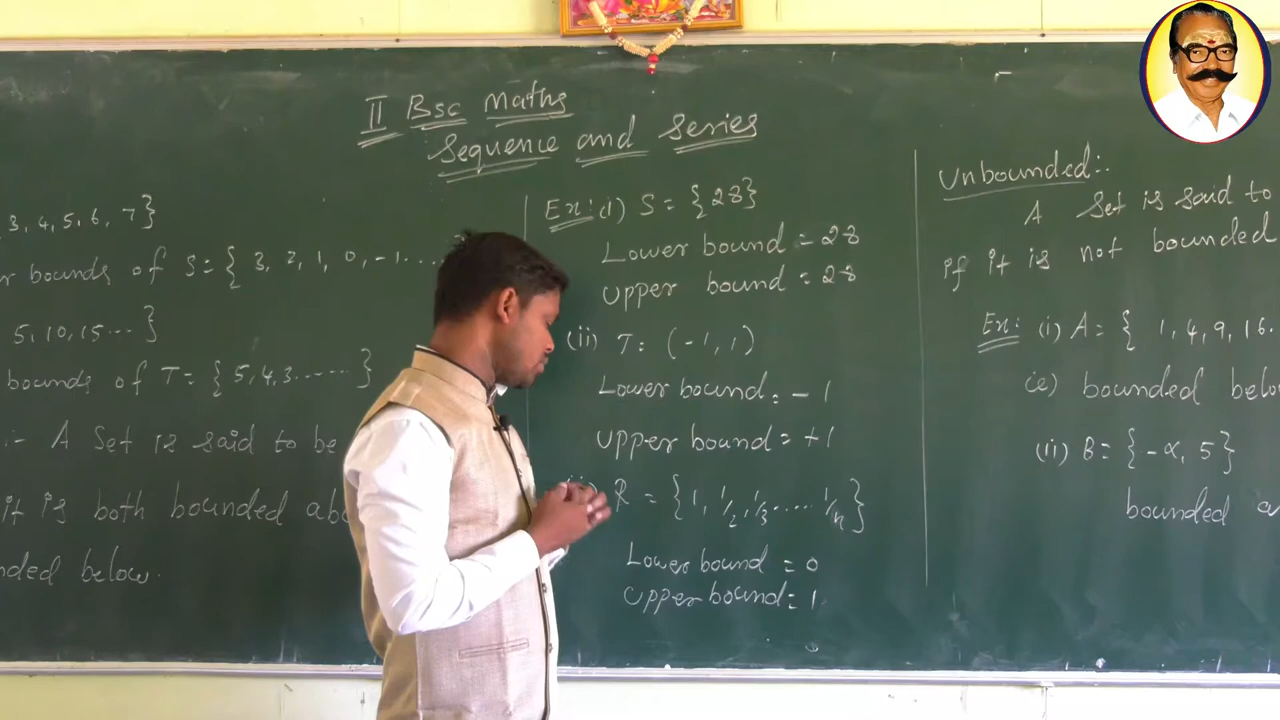 II Bsc Maths
Sequence and Series
3, 4, 5, 6, 7}
bounds of S = { 3, 2, 1, 0, -1....
5, 10, 15... }
bounds of T = { 5, 4, 3...... }
:- A Set is said to be
it is both bounded
below.
Ex: (i) S = {28}
Lower bound = 28
Upper bound = 28
(ii) T = (-1, 1)
Lower bound = -1
Upper bound = +1
R = { 1, 1/2, 1/3..... 1/n }
Lower bound = 0
Upper bound = 1.
Unbounded:-
A Set is said to
if it is not bounded
Ex: (i) A = { 1, 4, 9, 16.
(ie) bounded
(ii) B = { -α, 5 }
bounded